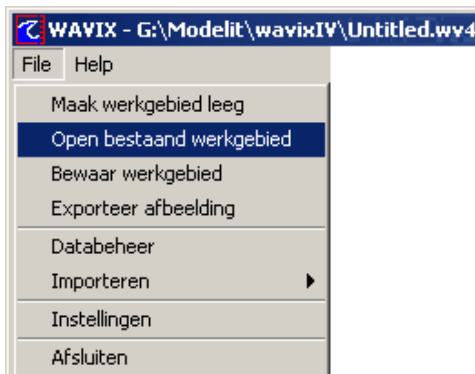 WAVIX - G:\Modelit\wavixIV\Untitled.wv4
File Help
Maak werkgebied leeg
Open bestaand werkgebied
Bewaar werkgebied
Exporteer afbeelding
Databeheer
Importeren
Instellingen
Afsluiten